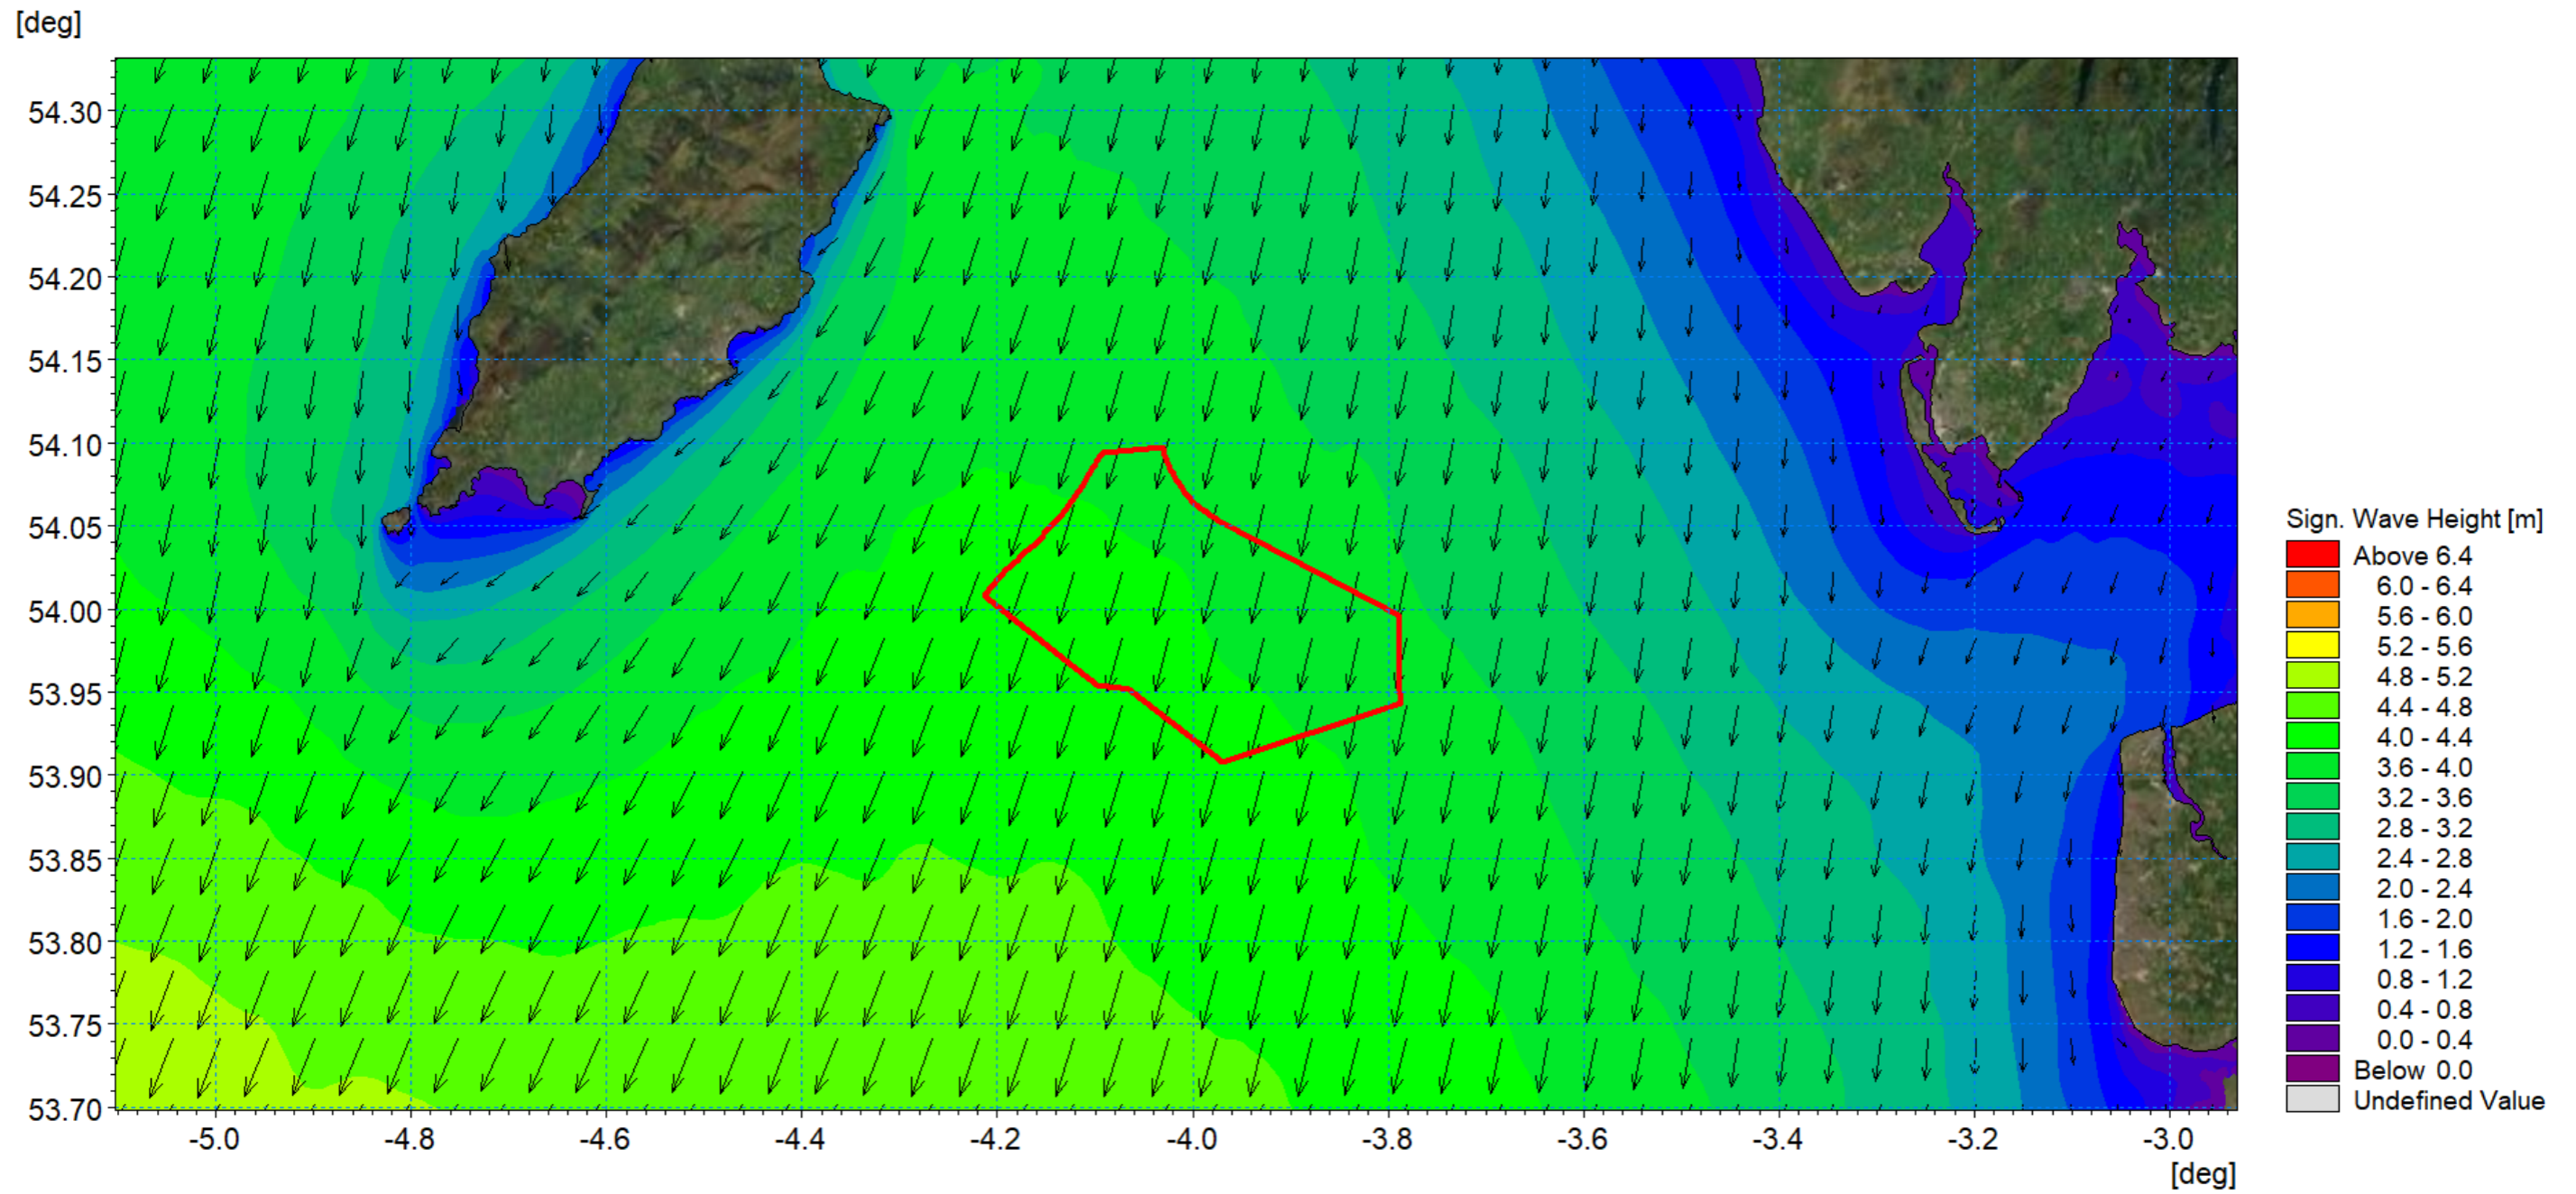 [deg]
54.30
54.25
54.20
54.15
54.10
54.05
54.00
53.95
53.90
53.85
53.80
53.75
53.70
-5.0
-4.8
-4.6
-4.4
-4.2
-4.0
-3.8
-3.6
-3.4
-3.2
-3.0
[deg]
Sign. Wave Height [m]
Above 6.4
6.0 - 6.4
5.6 - 6.0
5.2 - 5.6
4.8 - 5.2
4.4 - 4.8
4.0 - 4.4
3.6 - 4.0
3.2 - 3.6
2.8 - 3.2
2.4 - 2.8
2.0 - 2.4
1.6 - 2.0
1.2 - 1.6
0.8 - 1.2
0.4 - 0.8
0.0 - 0.4
Below 0.0
Undefined Value